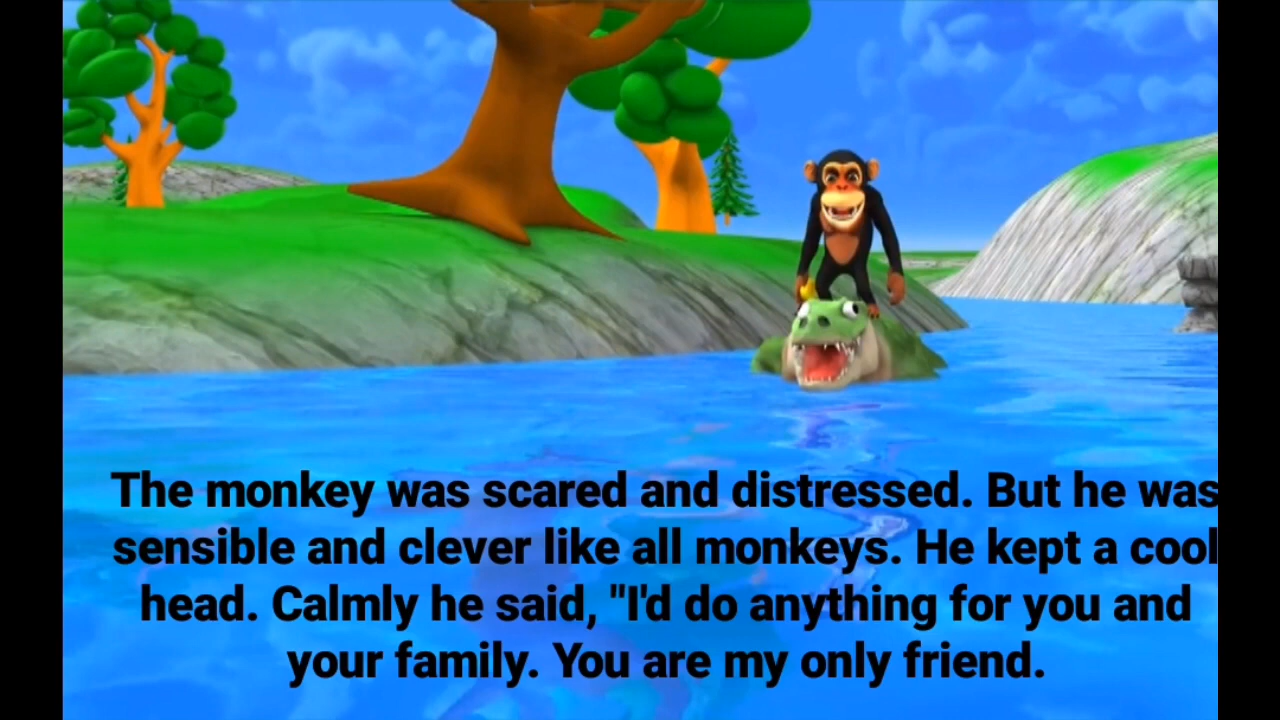 The monkey was scared and distressed. But he was
sensible and clever like all monkeys. He kept a cool
head. Calmly he said, "I'd do anything for you and
your family. You are my only friend.